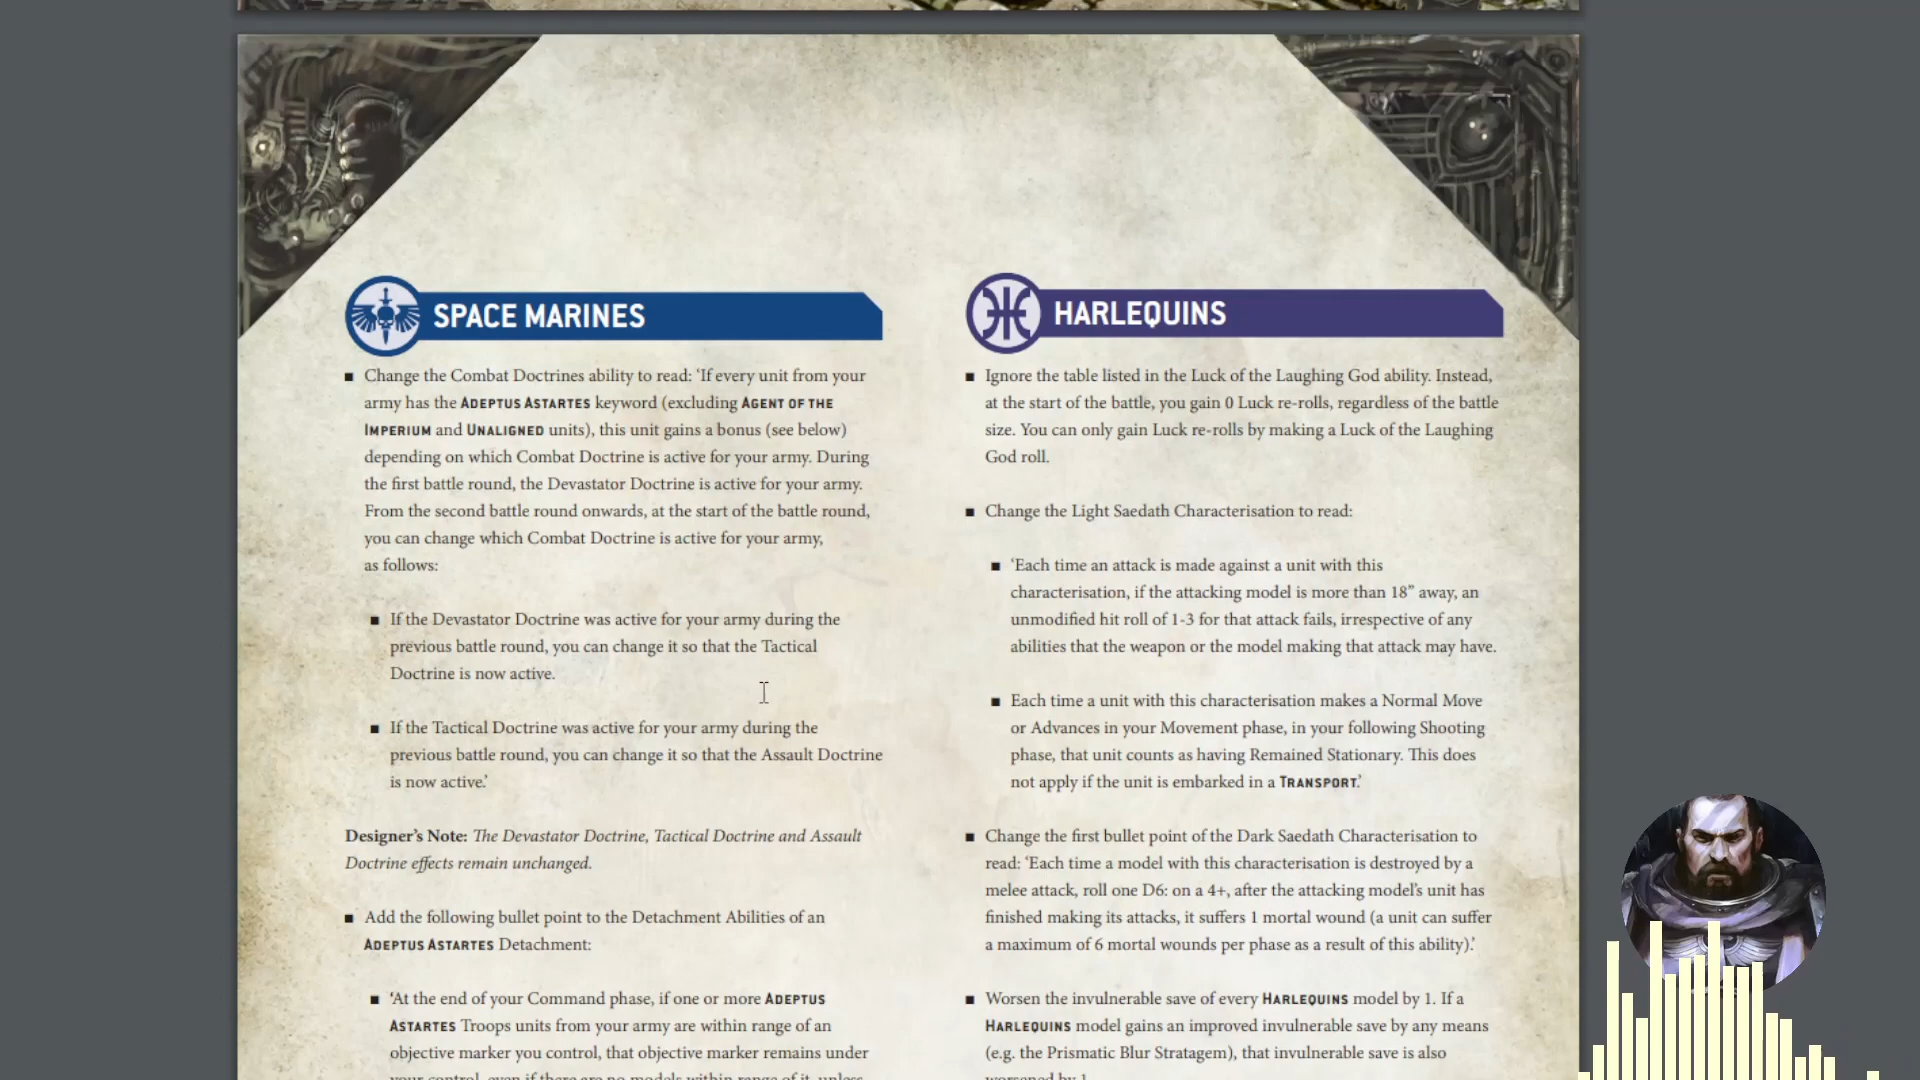 SPACE MARINES
■ Change the Combat Doctrines ability to read: ‘If every unit from your
army has the ADEPTUS ASTARTES keyword (excluding AGENT OF THE
IMPERIUM and UNALIGNED units), this unit gains a bonus (see below)
depending on which Combat Doctrine is active for your army. During
the first battle round, the Devastator Doctrine is active for your army.
From the second battle round onwards, at the start of the battle round,
you can change which Combat Doctrine is active for your army,
as follows:
■ If the Devastator Doctrine was active for your army during the
previous battle round, you can change it so that the Tactical
Doctrine is now active.
■ If the Tactical Doctrine was active for your army during the
previous battle round, you can change it so that the Assault Doctrine
is now active.’
Designer’s Note: The Devastator Doctrine, Tactical Doctrine and Assault
Doctrine effects remain unchanged.
■ Add the following bullet point to the Detachment Abilities of an
ADEPTUS ASTARTES Detachment:
■ ‘At the end of your Command phase, if one or more ADEPTUS
ASTARTES Troops units from your army are within range of an
objective marker you control, that objective marker remains under
your control, even if there are no models within range of it, unless
HARLEQUINS
■ Ignore the table listed in the Luck of the Laughing God ability. Instead,
at the start of the battle, you gain 0 Luck re-rolls, regardless of the battle
size. You can only gain Luck re-rolls by making a Luck of the Laughing
God roll.
■ Change the Light Saedath Characterisation to read:
■ ‘Each time an attack is made against a unit with this
characterisation, if the attacking model is more than 18” away, an
unmodified hit roll of 1-3 for that attack fails, irrespective of any
abilities that the weapon or the model making that attack may have.
■ Each time a unit with this characterisation makes a Normal Move
or Advances in your Movement phase, in your following Shooting
phase, that unit counts as having Remained Stationary. This does
not apply if the unit is embarked in a TRANSPORT.’
■ Change the first bullet point of the Dark Saedath Characterisation to
read: ‘Each time a model with this characterisation is destroyed by a
melee attack, roll one D6: on a 4+, after the attacking model’s unit has
finished making its attacks, it suffers 1 mortal wound (a unit can suffer
a maximum of 6 mortal wounds per phase as a result of this ability).’
■ Worsen the invulnerable save of every HARLEQUINS model by 1. If a
HARLEQUINS model gains an improved invulnerable save by any means
(e.g. the Prismatic Blur Stratagem), that invulnerable save is also
worsened by 1.